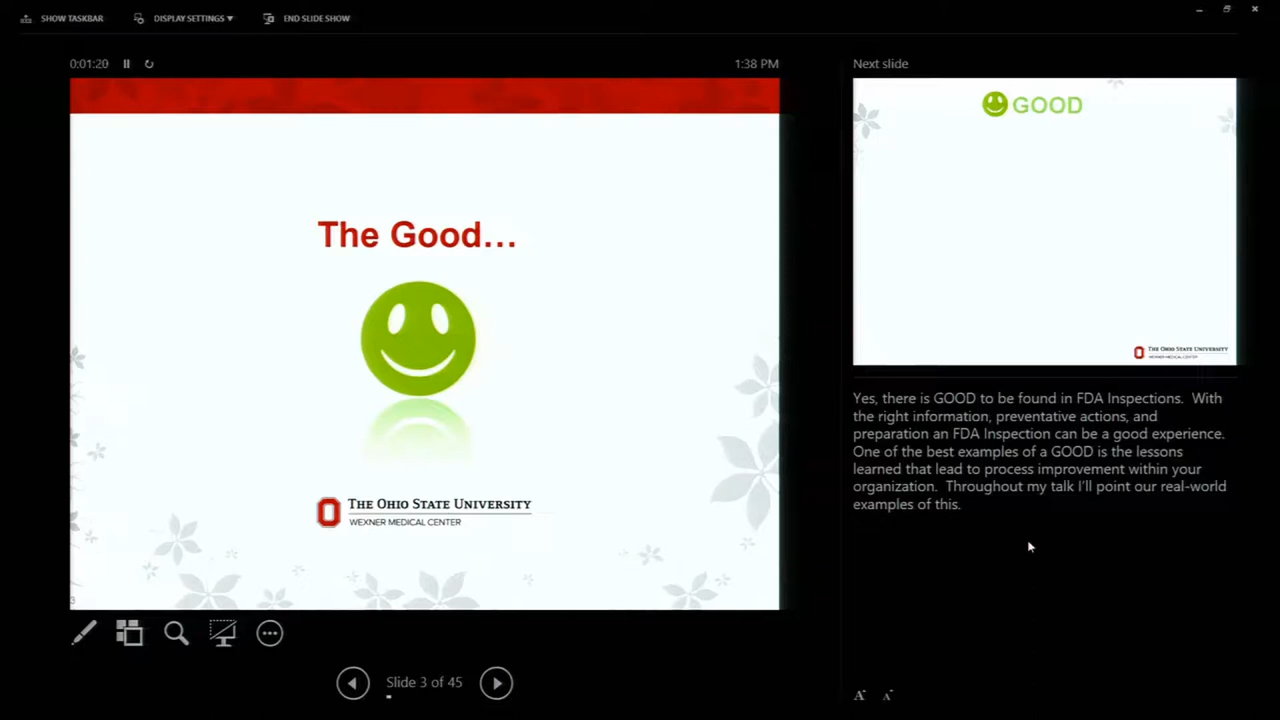 SHOW TASKBAR
DISPLAY SETTINGS ▼
END SLIDE SHOW
0:01:20
1:38 PM
The Good...
THE OHIO STATE UNIVERSITY
WEXNER MEDICAL CENTER
3
Slide 3 of 45
Next slide
GOOD
THE OHIO STATE UNIVERSITY
WEXNER MEDICAL CENTER
Yes, there is GOOD to be found in FDA Inspections. With
the right information, preventative actions, and
preparation an FDA Inspection can be a good experience.
One of the best examples of a GOOD is the lessons
learned that lead to process improvement within your
organization. Throughout my talk I'll point our real-world
examples of this.
A A